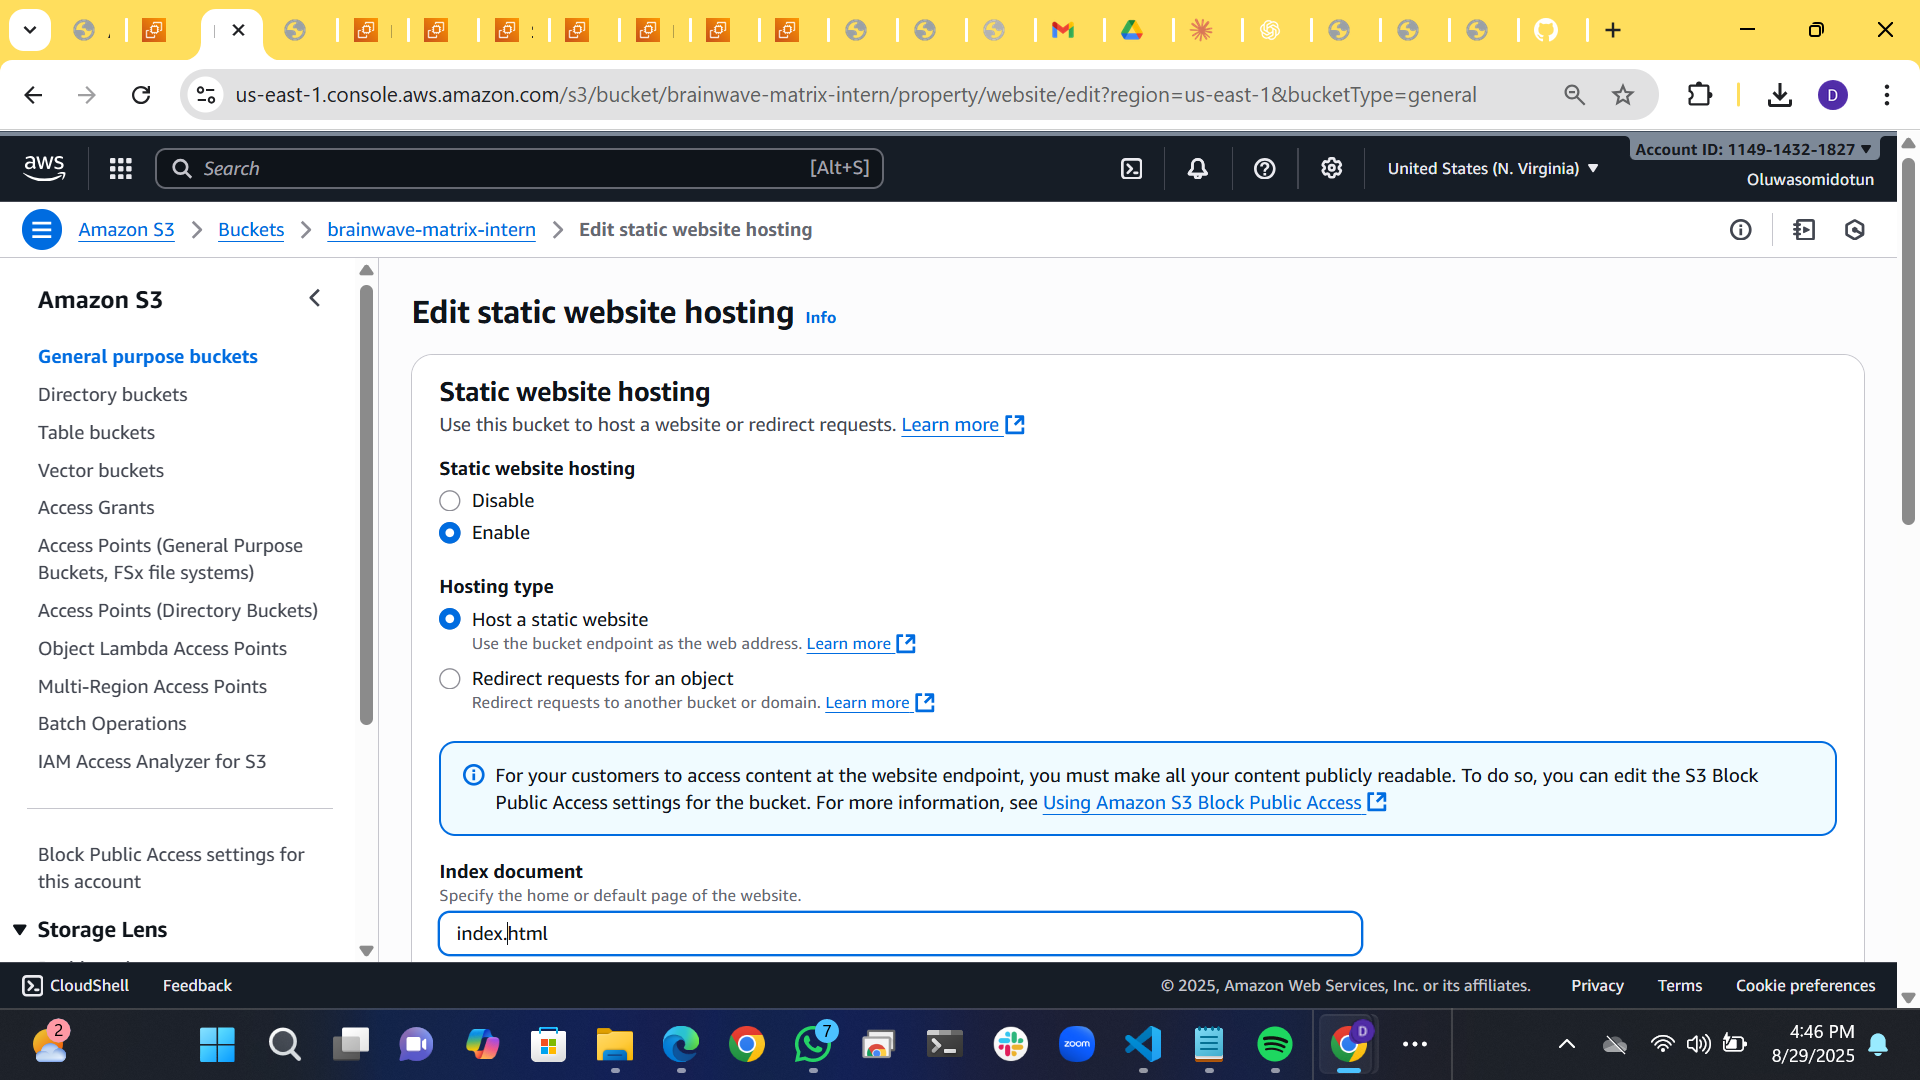 us-east-1.console.aws.amazon.com/s3/bucket/brainwave-matrix-intern/property/website/edit?region=us-east-1&bucketType=general
D
aws
Search
[Alt+S]
United States (N. Virginia)
Account ID: 1149-1432-1827
Oluwasomidotun
Amazon S3
Buckets
brainwave-matrix-intern
Edit static website hosting
Amazon S3
General purpose buckets
Directory buckets
Table buckets
Vector buckets
Access Grants
Access Points (General Purpose
Buckets, FSx file systems)
Access Points (Directory Buckets)
Object Lambda Access Points
Multi-Region Access Points
Batch Operations
IAM Access Analyzer for S3
Block Public Access settings for
this account
Storage Lens
Edit static website hosting Info
Static website hosting
Use this bucket to host a website or redirect requests. Learn more
Static website hosting
Disable
Enable
Hosting type
Host a static website
Use the bucket endpoint as the web address. Learn more
Redirect requests for an object
Redirect requests to another bucket or domain. Learn more
For your customers to access content at the website endpoint, you must make all your content publicly readable. To do so, you can edit the S3 Block
Public Access settings for the bucket. For more information, see Using Amazon S3 Block Public Access
Index document
Specify the home or default page of the website.
index.html
CloudShell
Feedback
© 2025, Amazon Web Services, Inc. or its affiliates.
Privacy
Terms
Cookie preferences
2
7
zoom
D
4:46 PM
8/29/2025